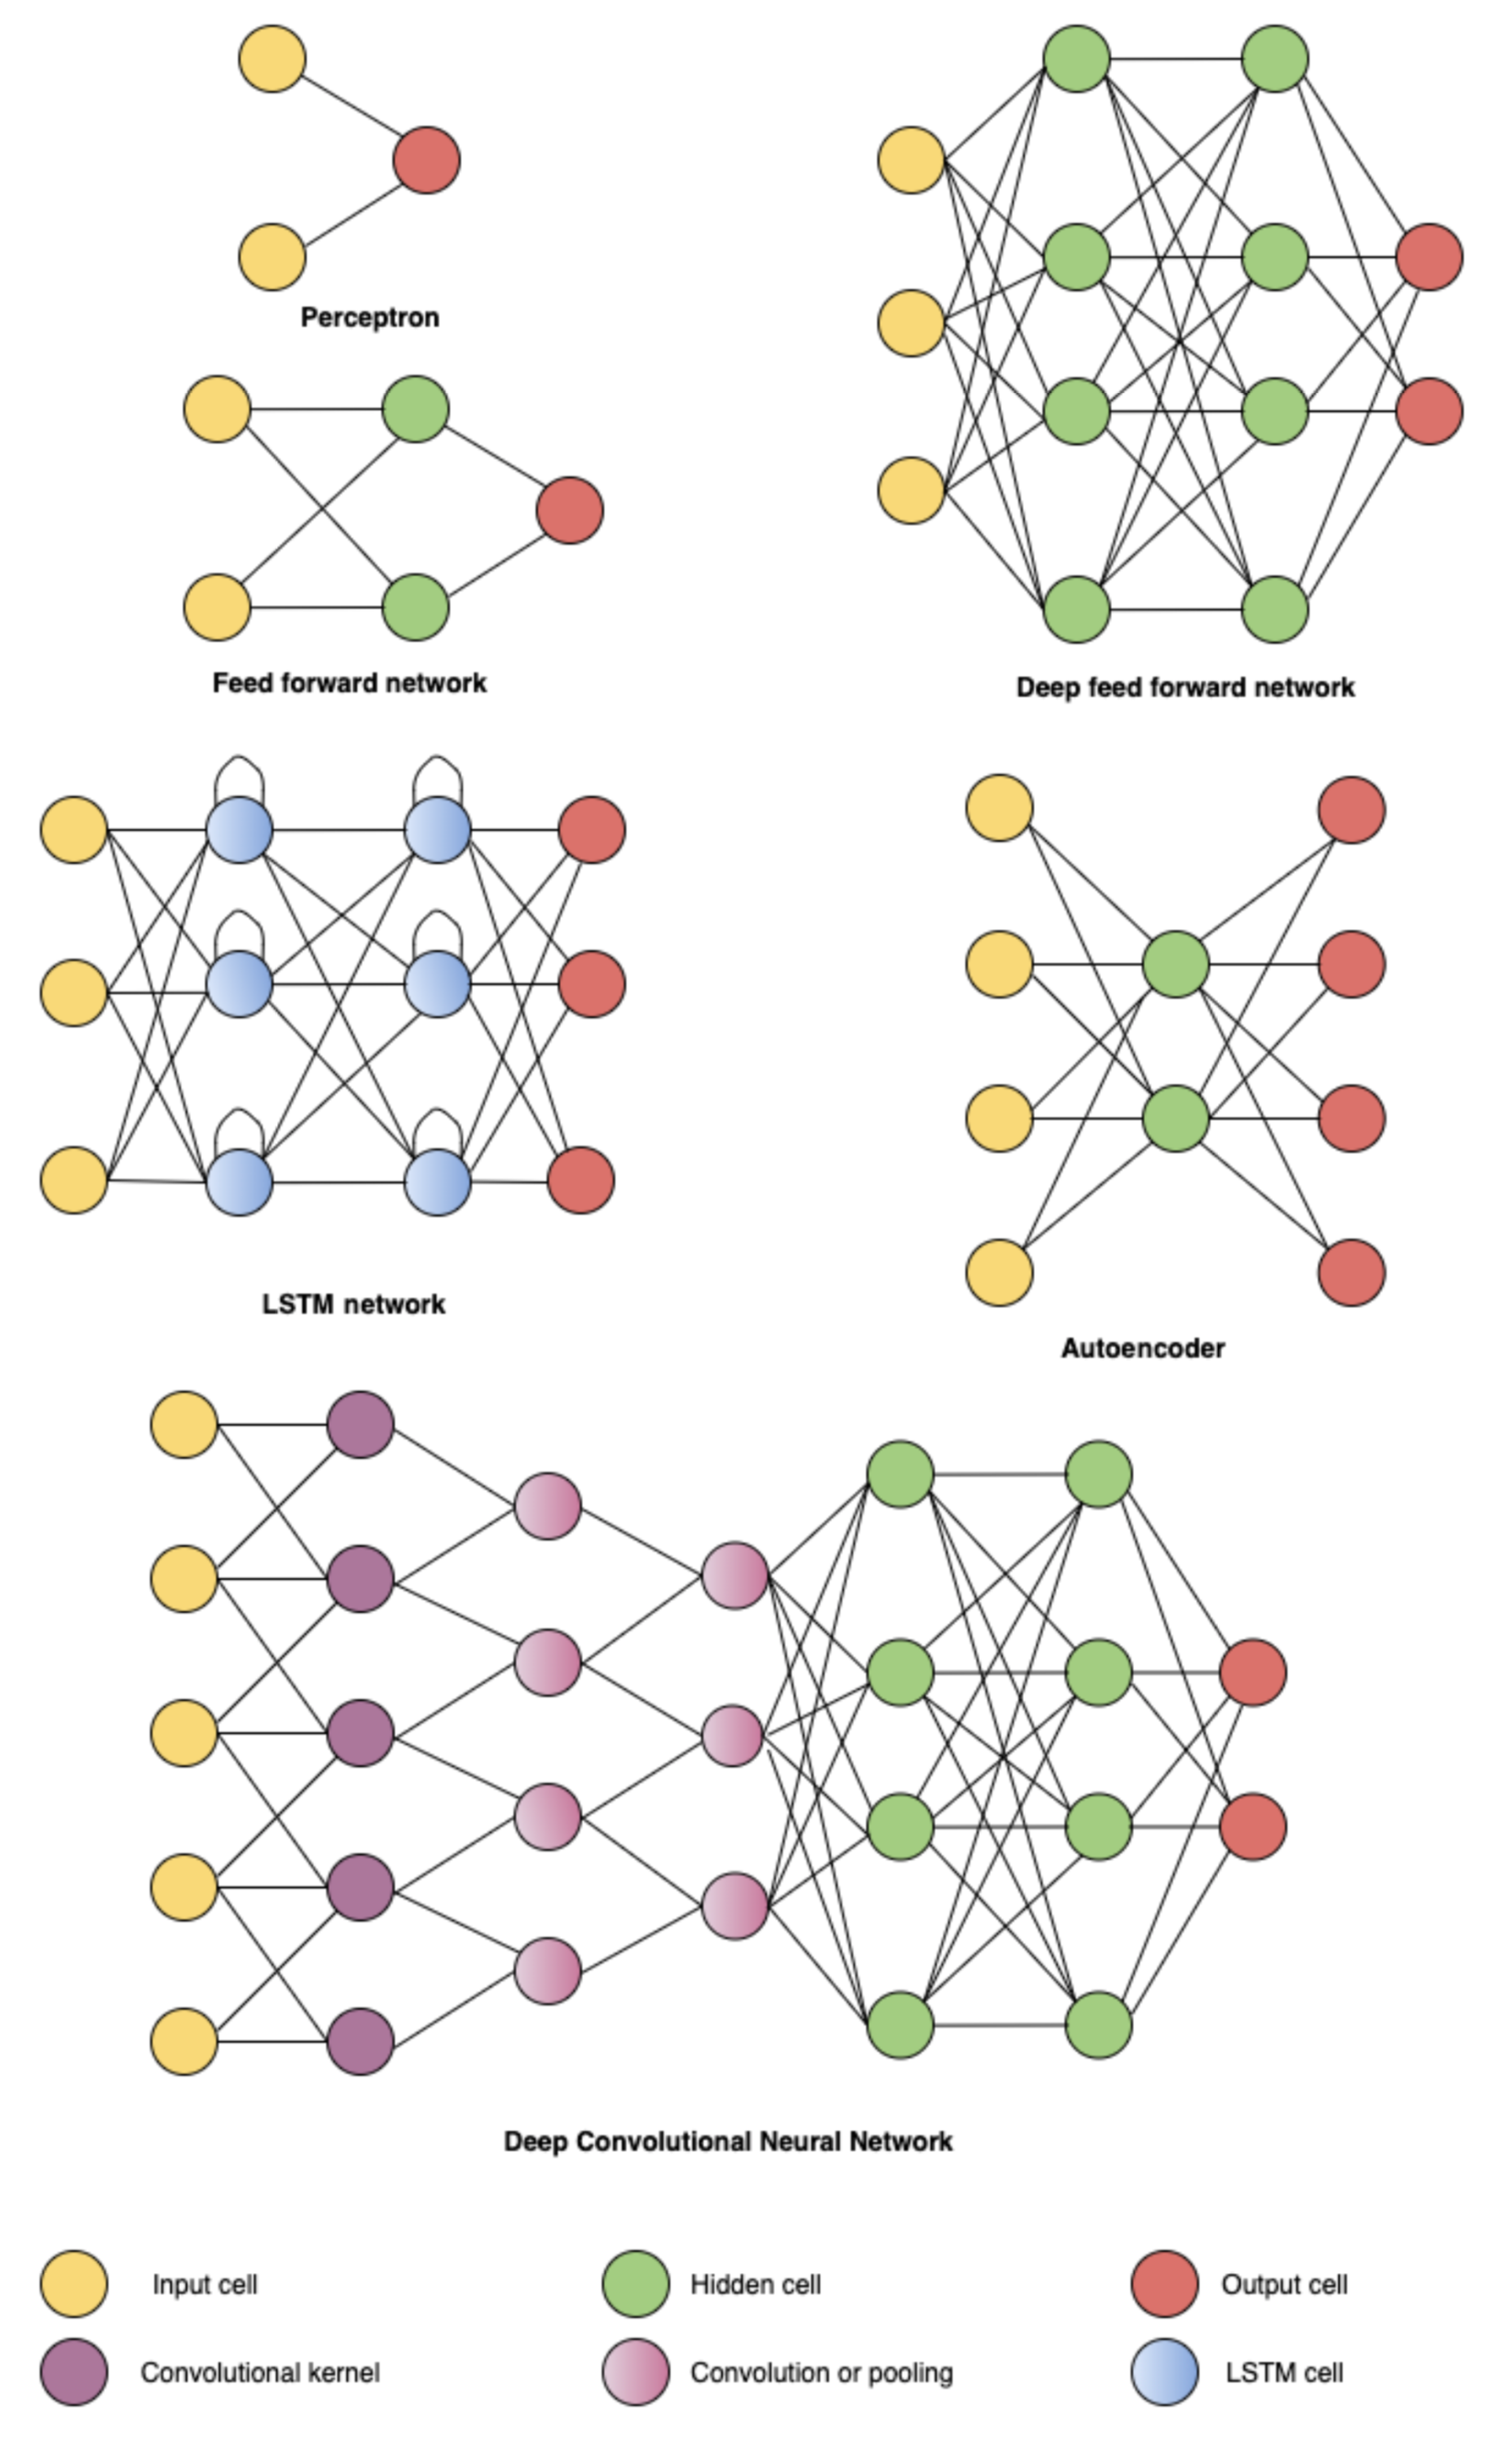 Perceptron
Feed forward network
Deep feed forward network
LSTM network
Autoencoder
Deep Convolutional Neural Network
Input cell
Hidden cell
Output cell
Convolutional kernel
Convolution or pooling
LSTM cell